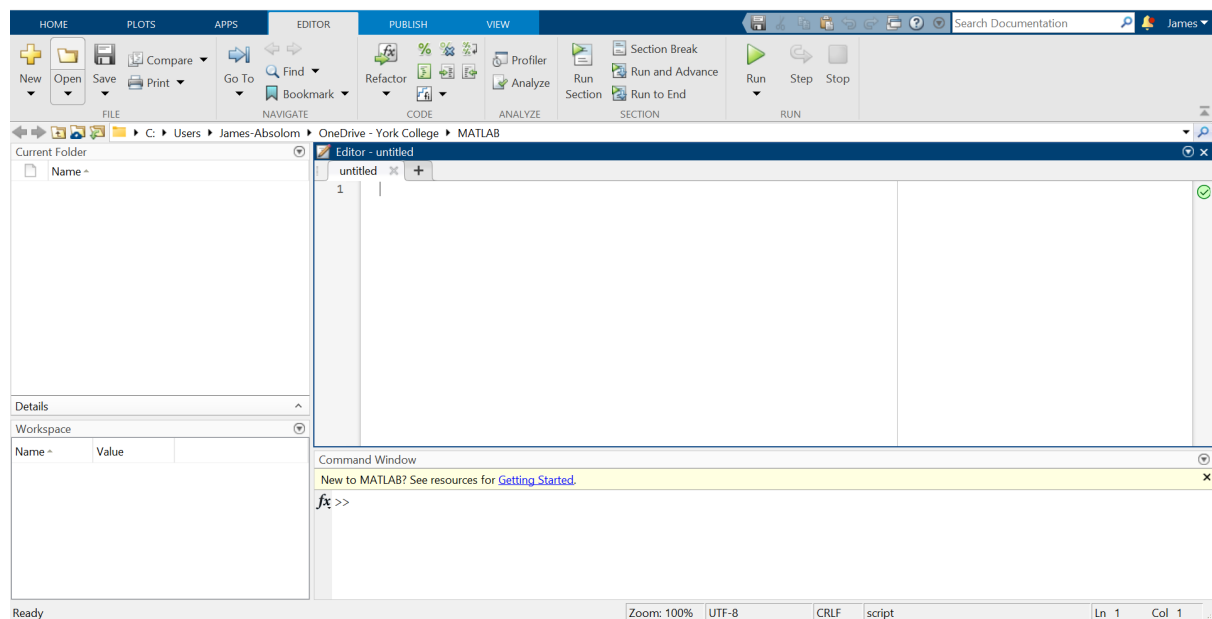 HOME PLOTS APPS EDITOR PUBLISH VIEW Search Documentation James
New Open Save Compare Print Go To Find Bookmark Refactor Profiler Analyze Run Section Section Break Run and Advance Run to End Run Step Stop
FILE NAVIGATE CODE ANALYZE SECTION RUN
C: Users James-Absolom OneDrive - York College MATLAB
Current Folder
Name
Editor - untitled
untitled +
1
Details
Workspace
Name Value
Command Window
New to MATLAB? See resources for Getting Started.
fx >>
Ready Zoom: 100% UTF-8 CRLF script Ln 1 Col 1